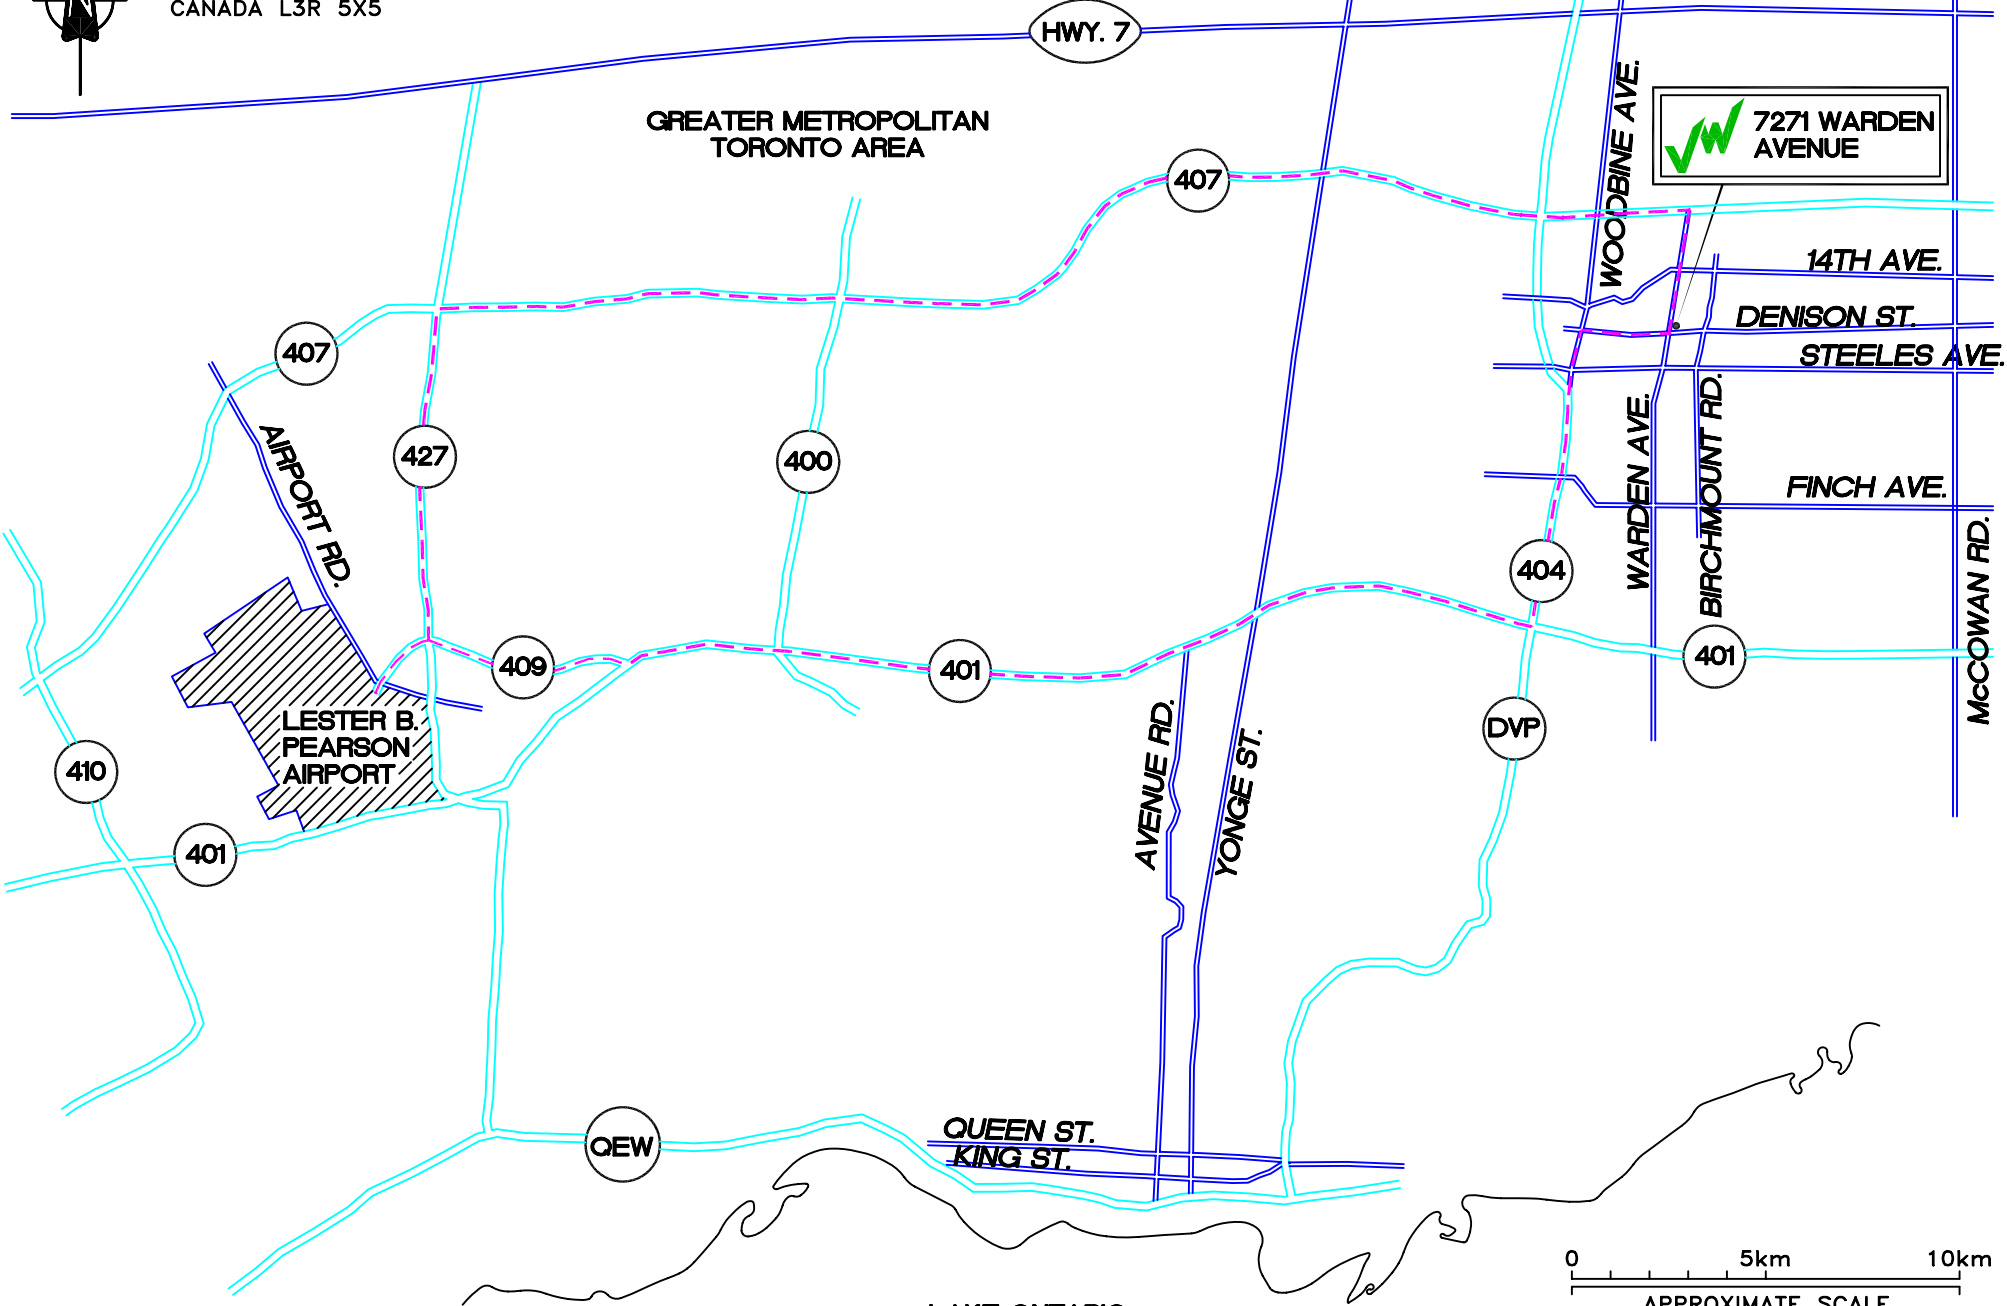 N
CANADA L3R 5X5
HWY. 7
GREATER METROPOLITAN
TORONTO AREA
WOODBINE AVE.
7271 WARDEN
AVENUE
407
14TH AVE.
DENISON ST.
STEELES AVE.
407
AIRPORT RD.
427
400
WARDEN AVE.
BIRCHMOUNT RD.
FINCH AVE.
404
McCOWAN RD.
409
401
401
LESTER B.
PEARSON
AIRPORT
DVP
AVENUE RD.
YONGE ST.
410
401
QEW
QUEEN ST.
KING ST.
0 5km 10km
APPROXIMATE SCALE
LAKE ONTARIO